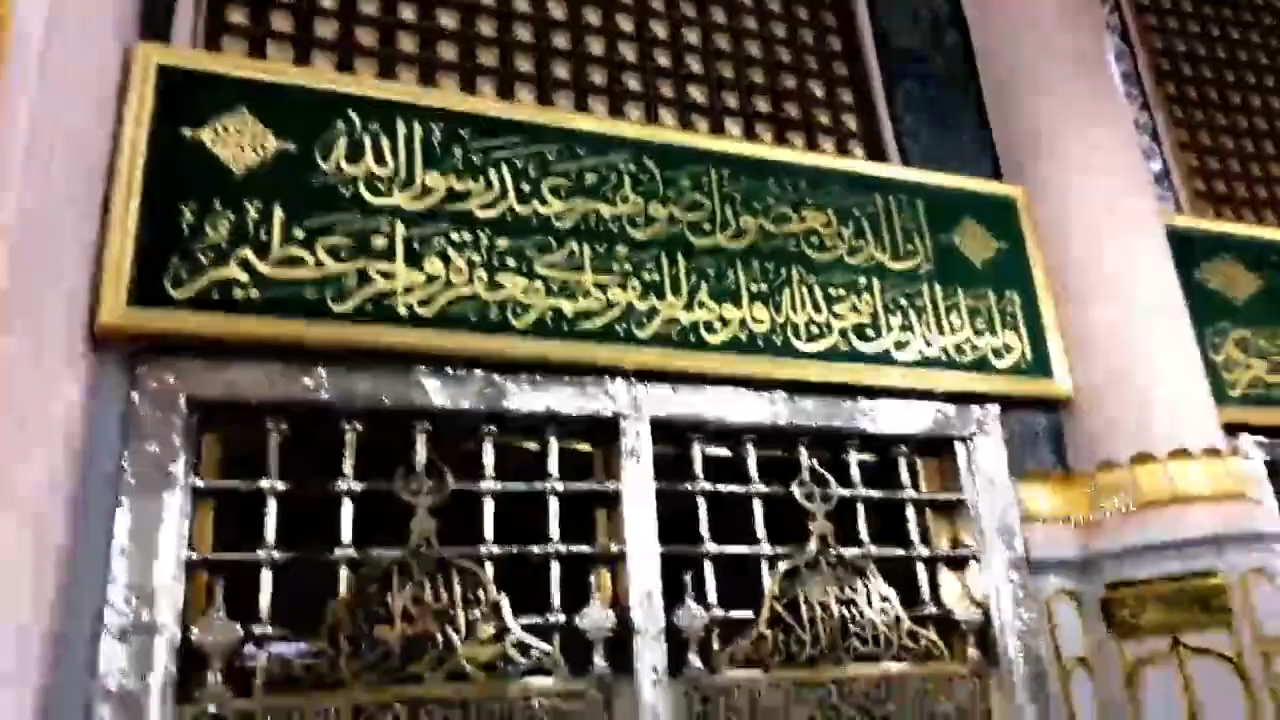 إن الذين يغضون أصواتهم عند رسول الله
أولئك الذين امتحن الله قلوبهم للتقوى لهم مغفرة وأجر عظيم